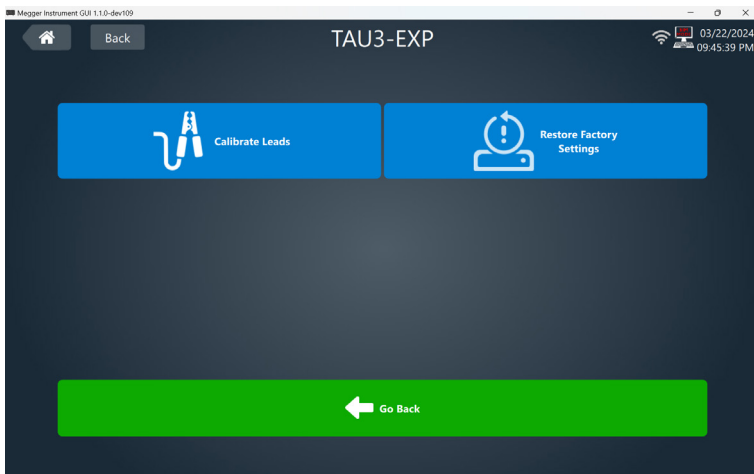 Megger Instrument GUI 1.1.0-dev109
Back
TAU3-EXP
03/22/2024
09:45:39 PM
Calibrate Leads
Restore Factory
Settings
Go Back